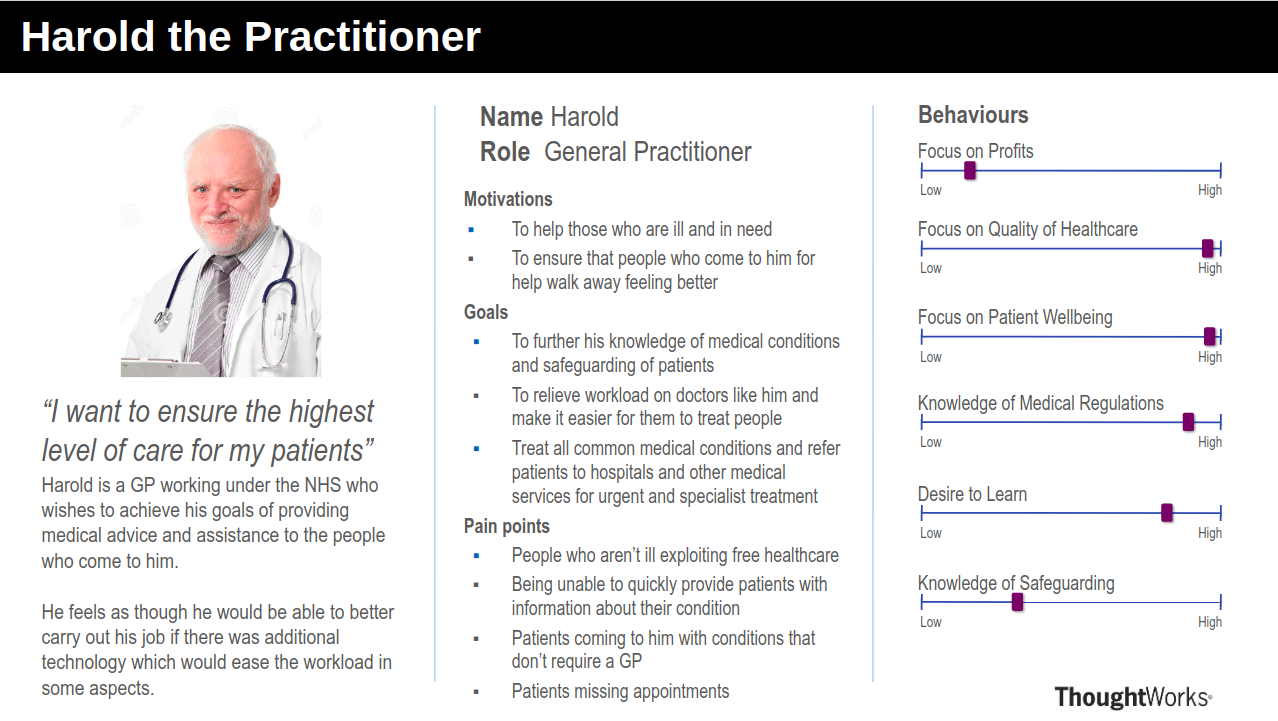 Harold the Practitioner
“I want to ensure the highest
level of care for my patients”
Harold is a GP working under the NHS who
wishes to achieve his goals of providing
medical advice and assistance to the people
who come to him.
He feels as though he would be able to better
carry out his job if there was additional
technology which would ease the workload in
some aspects.
Name Harold
Role General Practitioner
Motivations
▪ To help those who are ill and in need
▪ To ensure that people who come to him for
help walk away feeling better
Goals
▪ To further his knowledge of medical conditions
and safeguarding of patients
▪ To relieve workload on doctors like him and
make it easier for them to treat people
▪ Treat all common medical conditions and refer
patients to hospitals and other medical
services for urgent and specialist treatment
Pain points
▪ People who aren’t ill exploiting free healthcare
▪ Being unable to quickly provide patients with
information about their condition
▪ Patients coming to him with conditions that
don’t require a GP
▪ Patients missing appointments
Behaviours
Focus on Profits
Low High
Focus on Quality of Healthcare
Low High
Focus on Patient Wellbeing
Low High
Knowledge of Medical Regulations
Low High
Desire to Learn
Low High
Knowledge of Safeguarding
Low High
ThoughtWorks